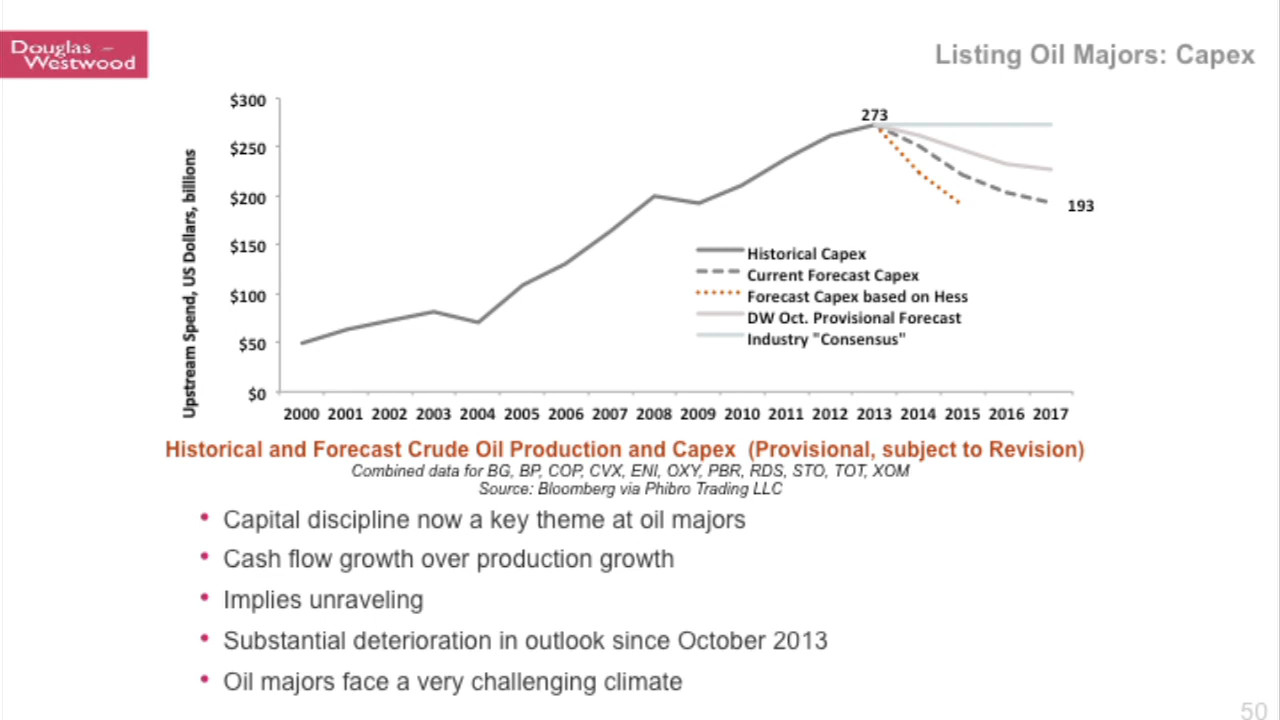 Douglas –
Westwood
Listing Oil Majors: Capex
Upstream Spend, US Dollars, billions
$300
$250
$200
$150
$100
$50
$0
273
193
Historical Capex
Current Forecast Capex
Forecast Capex based on Hess
DW Oct. Provisional Forecast
Industry "Consensus"
2000 2001 2002 2003 2004 2005 2006 2007 2008 2009 2010 2011 2012 2013 2014 2015 2016 2017
Historical and Forecast Crude Oil Production and Capex (Provisional, subject to Revision)
Combined data for BG, BP, COP, CVX, ENI, OXY, PBR, RDS, STO, TOT, XOM
Source: Bloomberg via Phibro Trading LLC
• Capital discipline now a key theme at oil majors
• Cash flow growth over production growth
• Implies unraveling
• Substantial deterioration in outlook since October 2013
• Oil majors face a very challenging climate
50